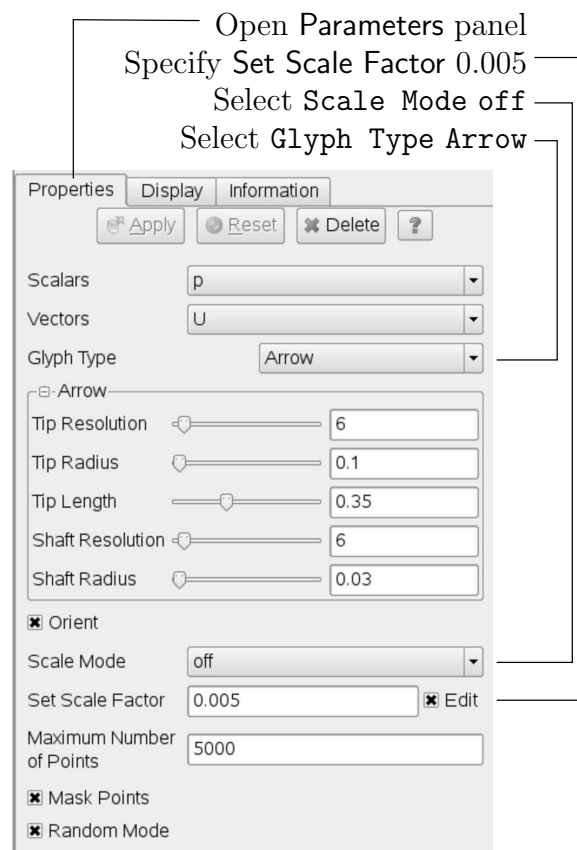 Open Parameters panel
Specify Set Scale Factor 0.005
Select Scale Mode off
Select Glyph Type Arrow
Properties Display Information
Apply Reset Delete ?
Scalars p
Vectors U
Glyph Type Arrow
Arrow
Tip Resolution 6
Tip Radius 0.1
Tip Length 0.35
Shaft Resolution 6
Shaft Radius 0.03
Orient
Scale Mode off
Set Scale Factor 0.005 Edit
Maximum Number
of Points 5000
Mask Points
Random Mode